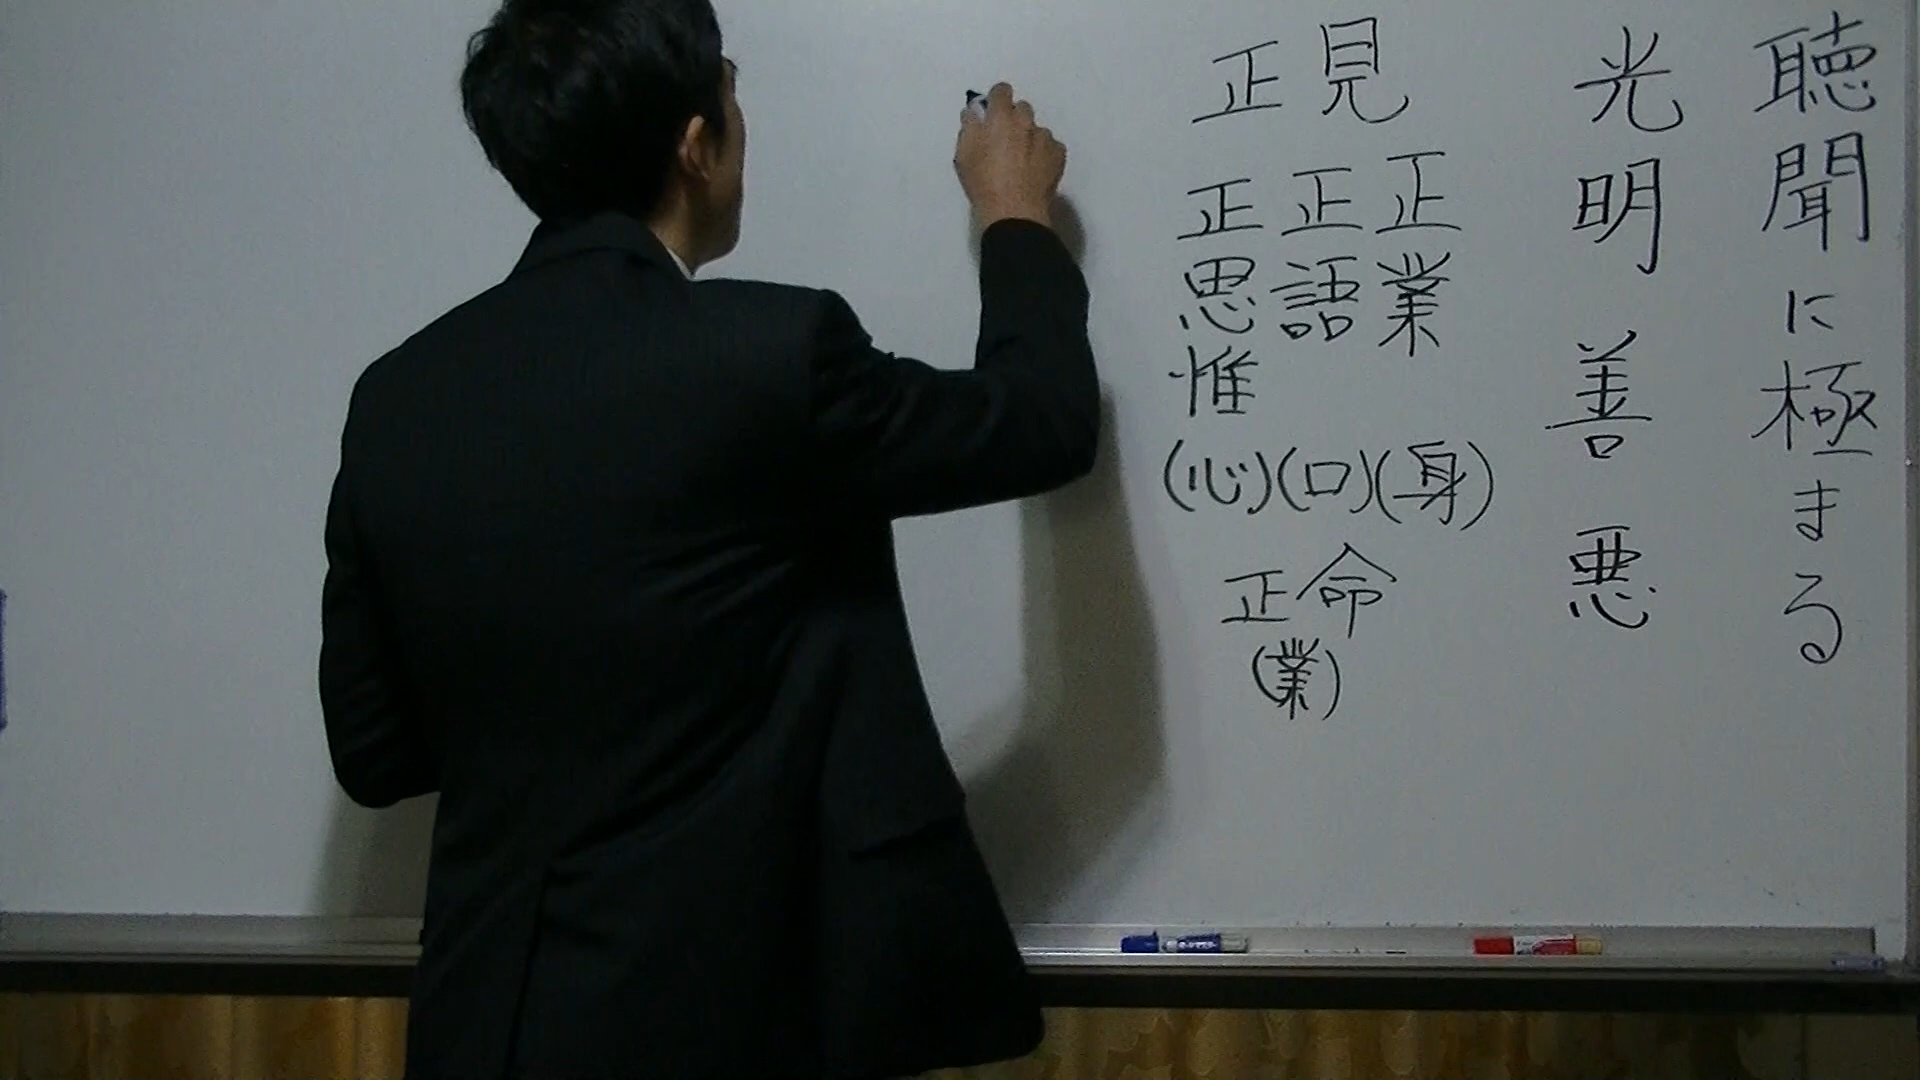 聴聞に極まる
光明 善 悪
正見
正業
正語
正思惟
(心)(口)(身)
正命
(業)